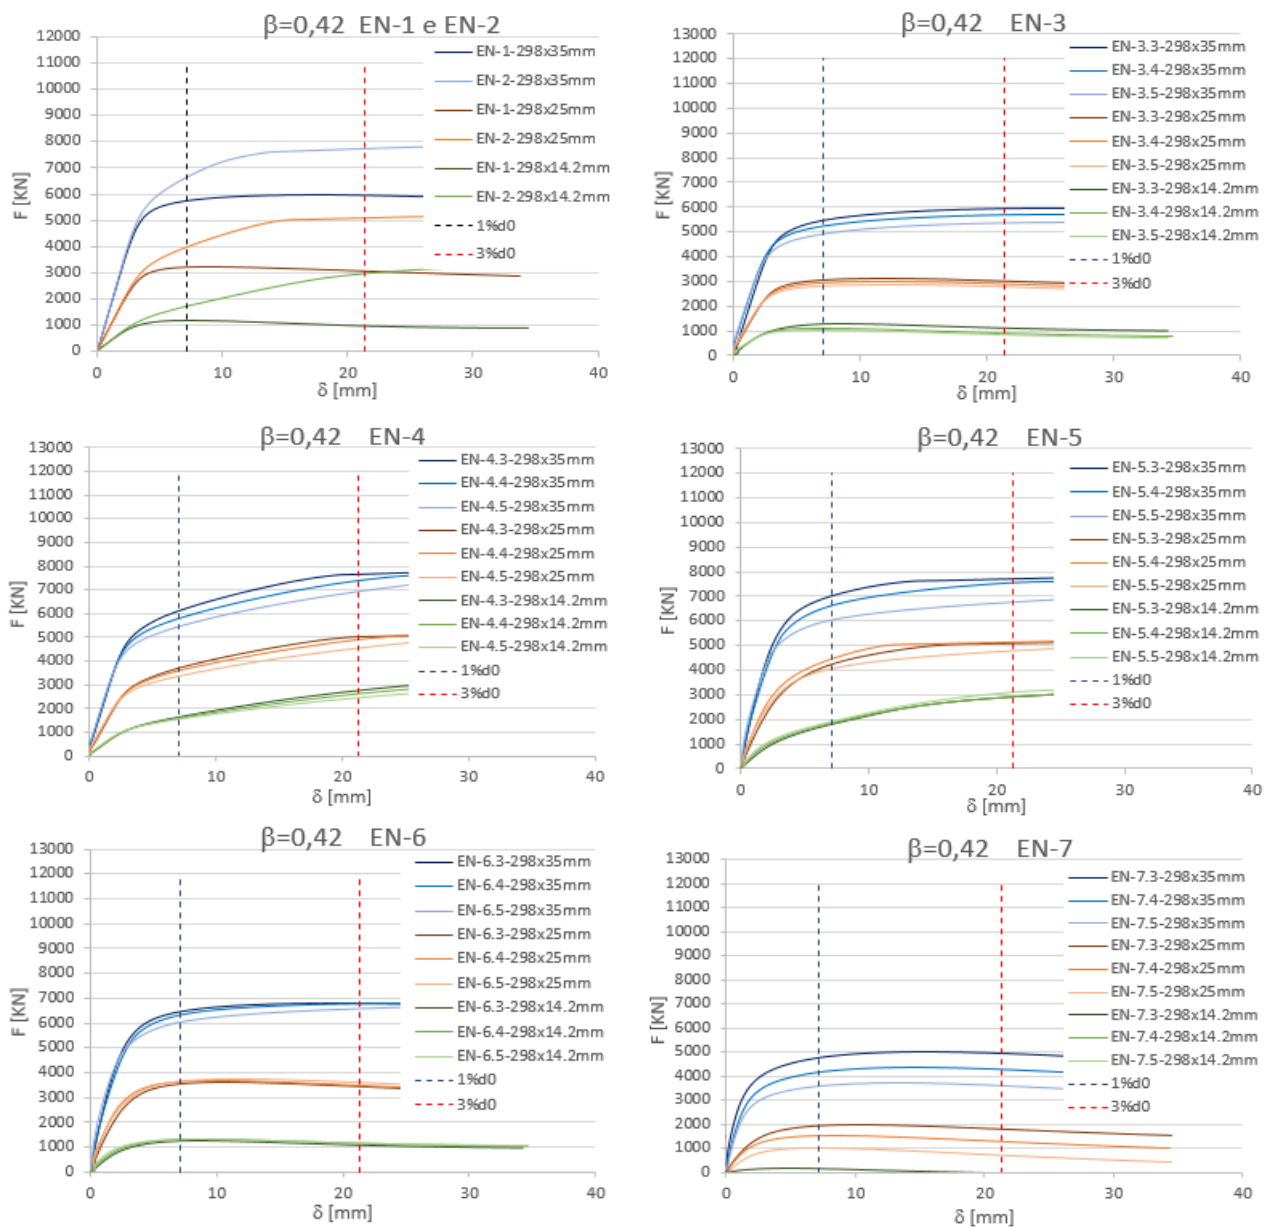 β=0,42 EN-1 e EN-2
12000
11000
10000
9000
8000
7000
6000
5000
4000
3000
2000
1000
0
F [KN]
0 10 20 30 40
δ [mm]
EN-1-298x35mm
EN-2-298x35mm
EN-1-298x25mm
EN-2-298x25mm
EN-1-298x14.2mm
EN-2-298x14.2mm
1%d0
3%d0
β=0,42 EN-3
13000
12000
11000
10000
9000
8000
7000
6000
5000
4000
3000
2000
1000
0
F [KN]
0 10 20 30 40
δ [mm]
EN-3.3-298x35mm
EN-3.4-298x35mm
EN-3.5-298x35mm
EN-3.3-298x25mm
EN-3.4-298x25mm
EN-3.5-298x25mm
EN-3.3-298x14.2mm
EN-3.4-298x14.2mm
EN-3.5-298x14.2mm
1%d0
3%d0
β=0,42 EN-4
13000
12000
11000
10000
9000
8000
7000
6000
5000
4000
3000
2000
1000
0
F [KN]
0 10 20 30 40
δ [mm]
EN-4.3-298x35mm
EN-4.4-298x35mm
EN-4.5-298x35mm
EN-4.3-298x25mm
EN-4.4-298x25mm
EN-4.5-298x25mm
EN-4.3-298x14.2mm
EN-4.4-298x14.2mm
EN-4.5-298x14.2mm
1%d0
3%d0
β=0,42 EN-5
13000
12000
11000
10000
9000
8000
7000
6000
5000
4000
3000
2000
1000
0
F [KN]
0 10 20 30 40
δ [mm]
EN-5.3-298x35mm
EN-5.4-298x35mm
EN-5.5-298x35mm
EN-5.3-298x25mm
EN-5.4-298x25mm
EN-5.5-298x25mm
EN-5.3-298x14.2mm
EN-5.4-298x14.2mm
EN-5.5-298x14.2mm
1%d0
3%d0
β=0,42 EN-6
13000
12000
11000
10000
9000
8000
7000
6000
5000
4000
3000
2000
1000
0
F [KN]
0 10 20 30 40
δ [mm]
EN-6.3-298x35mm
EN-6.4-298x35mm
EN-6.5-298x35mm
EN-6.3-298x25mm
EN-6.4-298x25mm
EN-6.5-298x25mm
EN-6.3-298x14.2mm
EN-6.4-298x14.2mm
EN-6.5-298x14.2mm
1%d0
3%d0
β=0,42 EN-7
13000
12000
11000
10000
9000
8000
7000
6000
5000
4000
3000
2000
1000
0
F [KN]
0 10 20 30 40
δ [mm]
EN-7.3-298x35mm
EN-7.4-298x35mm
EN-7.5-298x35mm
EN-7.3-298x25mm
EN-7.4-298x25mm
EN-7.5-298x25mm
EN-7.3-298x14.2mm
EN-7.4-298x14.2mm
EN-7.5-298x14.2mm
1%d0
3%d0